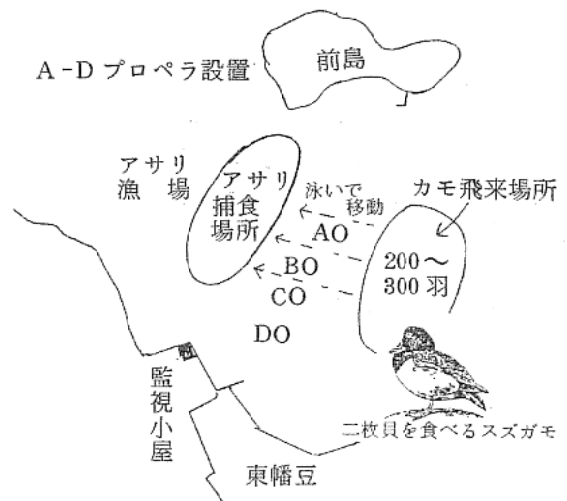 前島
A-Dプロペラ設置
アサリ
漁場
アサリ
捕食
場所
泳いで
移動
カモ飛来場所
200～
300羽
AO
BO
CO
DO
監視小屋
二枚貝を食べるスズガモ
東幡豆